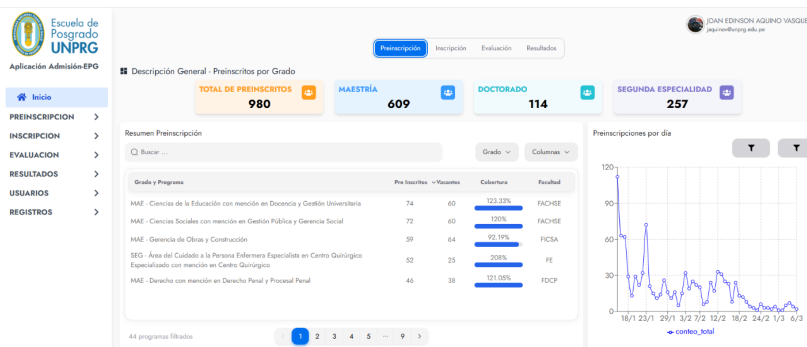 Escuela de
Posgrado
UNPRG
Aplicación Admisión-EPG
Inicio
PREINSCRIPCION
INSCRIPCION
EVALUACION
RESULTADOS
USUARIOS
REGISTROS
JOAN EDINSON AQUINO VASQUE
jaquinov@unprg.edu.pe
Preinscripción Inscripción Evaluación Resultados
Descripción General - Preinscritos por Grado
TOTAL DE PREINSCRITOS
980
MAESTRÍA
609
DOCTORADO
114
SEGUNDA ESPECIALIDAD
257
Resumen Preinscripción
Buscar ...
Grado
Columnas
Grado y Programa Pre Inscritos Vacantes Cobertura Facultad
MAE - Ciencias de la Educación con mención en Docencia y Gestión Universitaria 74 60 123.33% FACHSE
MAE - Ciencias Sociales con mención en Gestión Pública y Gerencia Social 72 60 120% FACHSE
MAE - Gerencia de Obras y Construcción 59 64 92.19% FICSA
SEG - Área del Cuidado a la Persona Enfermera Especialista en Centro Quirúrgico
Especializado con mención en Centro Quirúrgico 52 25 208% FE
MAE - Derecho con mención en Derecho Penal y Procesal Penal 46 38 121.05% FDCP
44 programas filtrados
1 2 3 4 5 ... 9
Preinscripciones por día
120
90
60
30
0
18/1 23/1 29/1 3/2 7/2 12/2 18/2 24/2 1/3 6/3
conteo_total